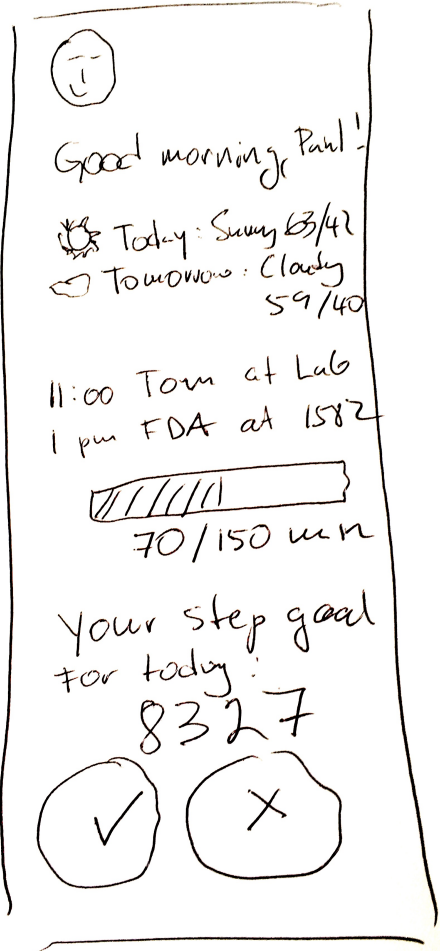 Good morning, Paul!
Today: Sunny 63/42
Tomorrow: Cloudy
59/40
11:00 Tom at Lab
1 pm FDA at 1582
70/150 min
Your step goal
for today:
8327